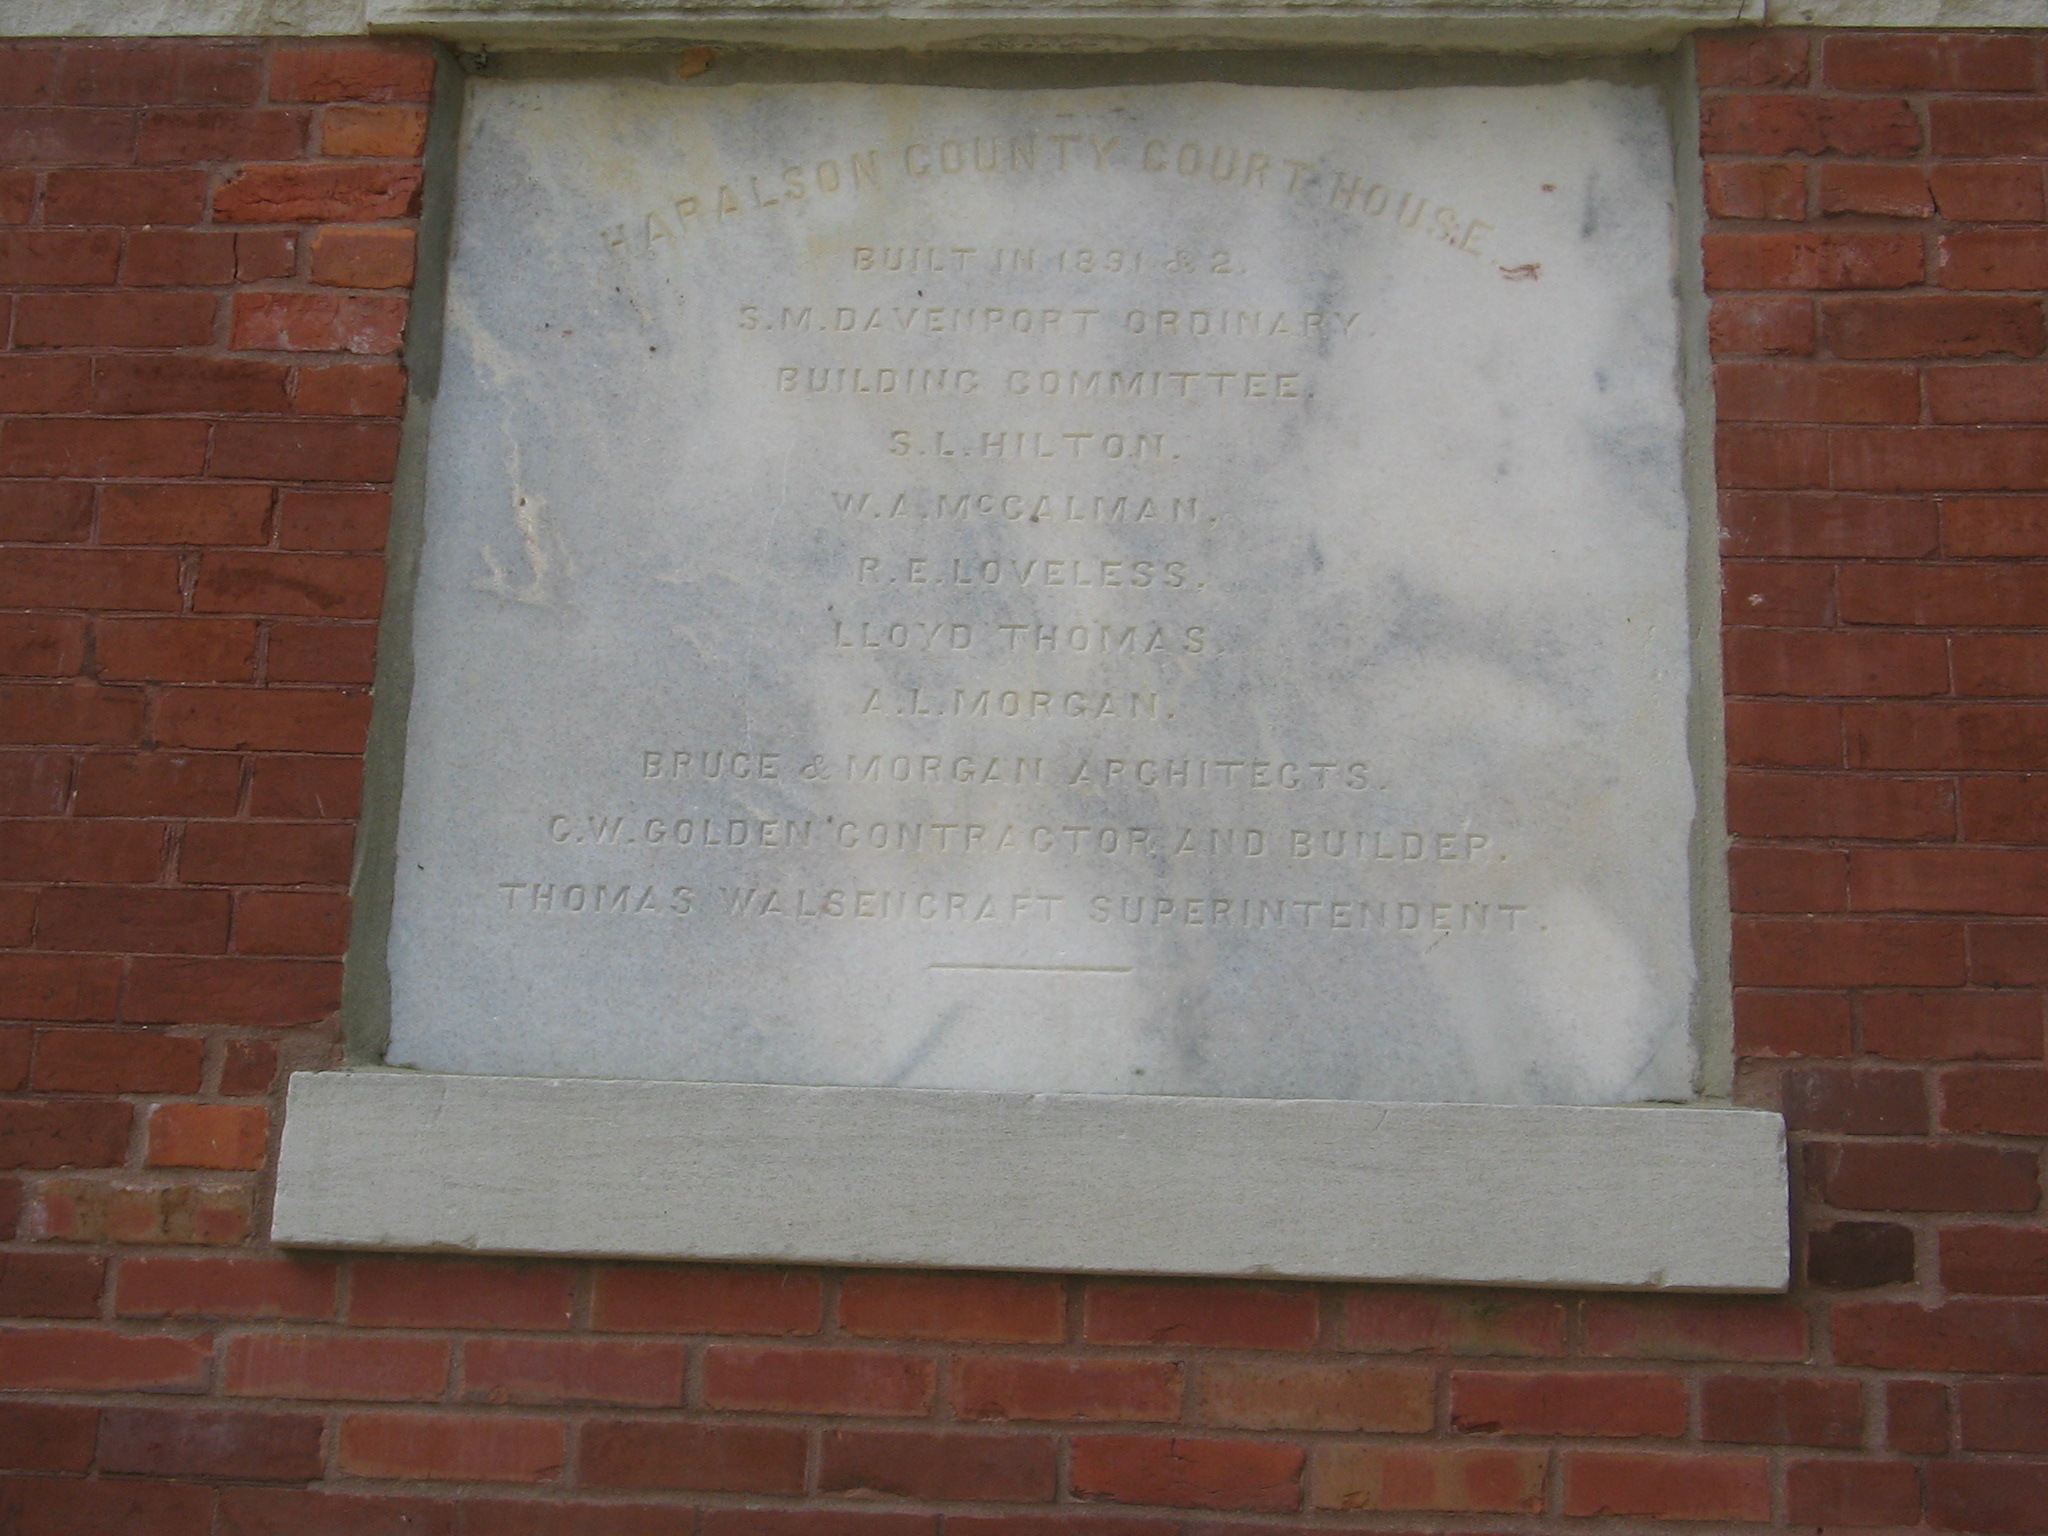 HARALSON COUNTY COURT HOUSE.
BUILT IN 1891 & 2.
S.M. DAVENPORT ORDINARY.
BUILDING COMMITTEE.
S.L. HILTON.
W.A. McCALMAN,
R.E. LOVELESS.
LLOYD THOMAS.
A.L. MORGAN.
BRUCE & MORGAN ARCHITECTS.
C.W. GOLDEN CONTRACTOR AND BUILDER.
THOMAS WALSENCRAFT SUPERINTENDENT.